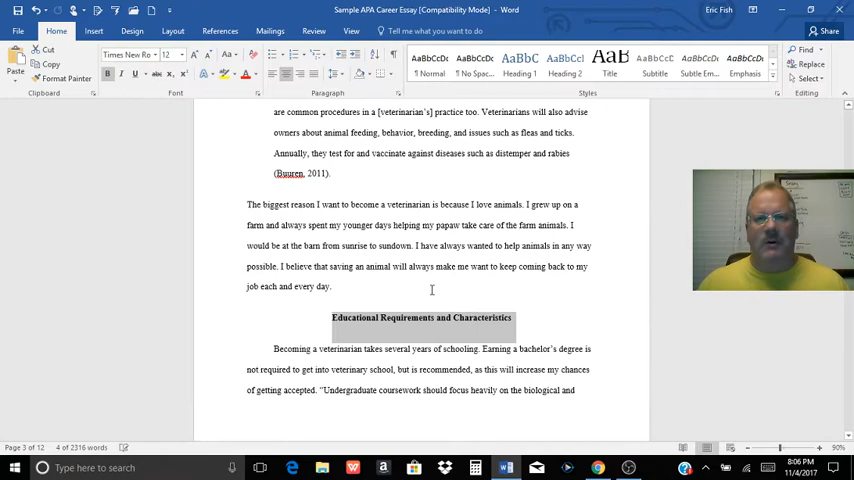 Sample APA Career Essay [Compatibility Mode] - Word
Eric Fish
File Home Insert Design Layout References Mailings Review View Tell me what you want to do
Share
Cut
Copy
Format Painter
Paste
Clipboard
Times New Ro 12
Font
Paragraph
AaBbCcDc AaBbCcDc AaBbC AaBbCcl AaB AaBbCcD AaBbCcDc AaBbCcDc
¶ Normal ¶ No Spac... Heading 1 Heading 2 Title Subtitle Subtle Em... Emphasis
Styles
Find
Replace
Select
Editing
are common procedures in a [veterinarian's] practice too. Veterinarians will also advise
owners about animal feeding, behavior, breeding, and issues such as fleas and ticks.
Annually, they test for and vaccinate against diseases such as distemper and rabies
(Buuren, 2011).
The biggest reason I want to become a veterinarian is because I love animals. I grew up on a
farm and always spent my younger days helping my papaw take care of the farm animals. I
would be at the barn from sunrise to sundown. I have always wanted to help animals in any way
possible. I believe that saving an animal will always make me want to keep coming back to my
job each and every day.
Educational Requirements and Characteristics
Becoming a veterinarian takes several years of schooling. Earning a bachelor's degree is
not required to get into veterinary school, but is recommended, as this will increase my chances
of getting accepted. "Undergraduate coursework should focus heavily on the biological and
Page 3 of 12 4 of 2316 words
90%
Type here to search
8:06 PM
11/4/2017